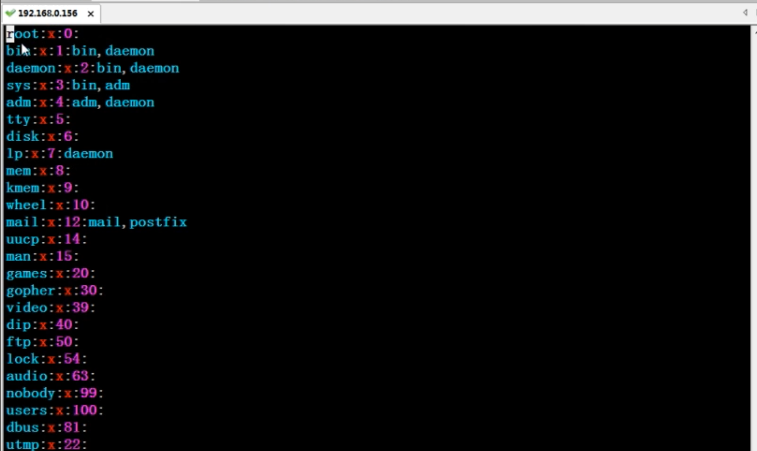 192.168.0.156
root:x:0:
bin:x:1:bin,daemon
daemon:x:2:bin,daemon
sys:x:3:bin,adm
adm:x:4:adm,daemon
tty:x:5:
disk:x:6:
lp:x:7:daemon
mem:x:8:
kmem:x:9:
wheel:x:10:
mail:x:12:mail,postfix
uucp:x:14:
man:x:15:
games:x:20:
gopher:x:30:
video:x:39:
dip:x:40:
ftp:x:50:
lock:x:54:
audio:x:63:
nobody:x:99:
users:x:100:
dbus:x:81:
utmp:x:22: